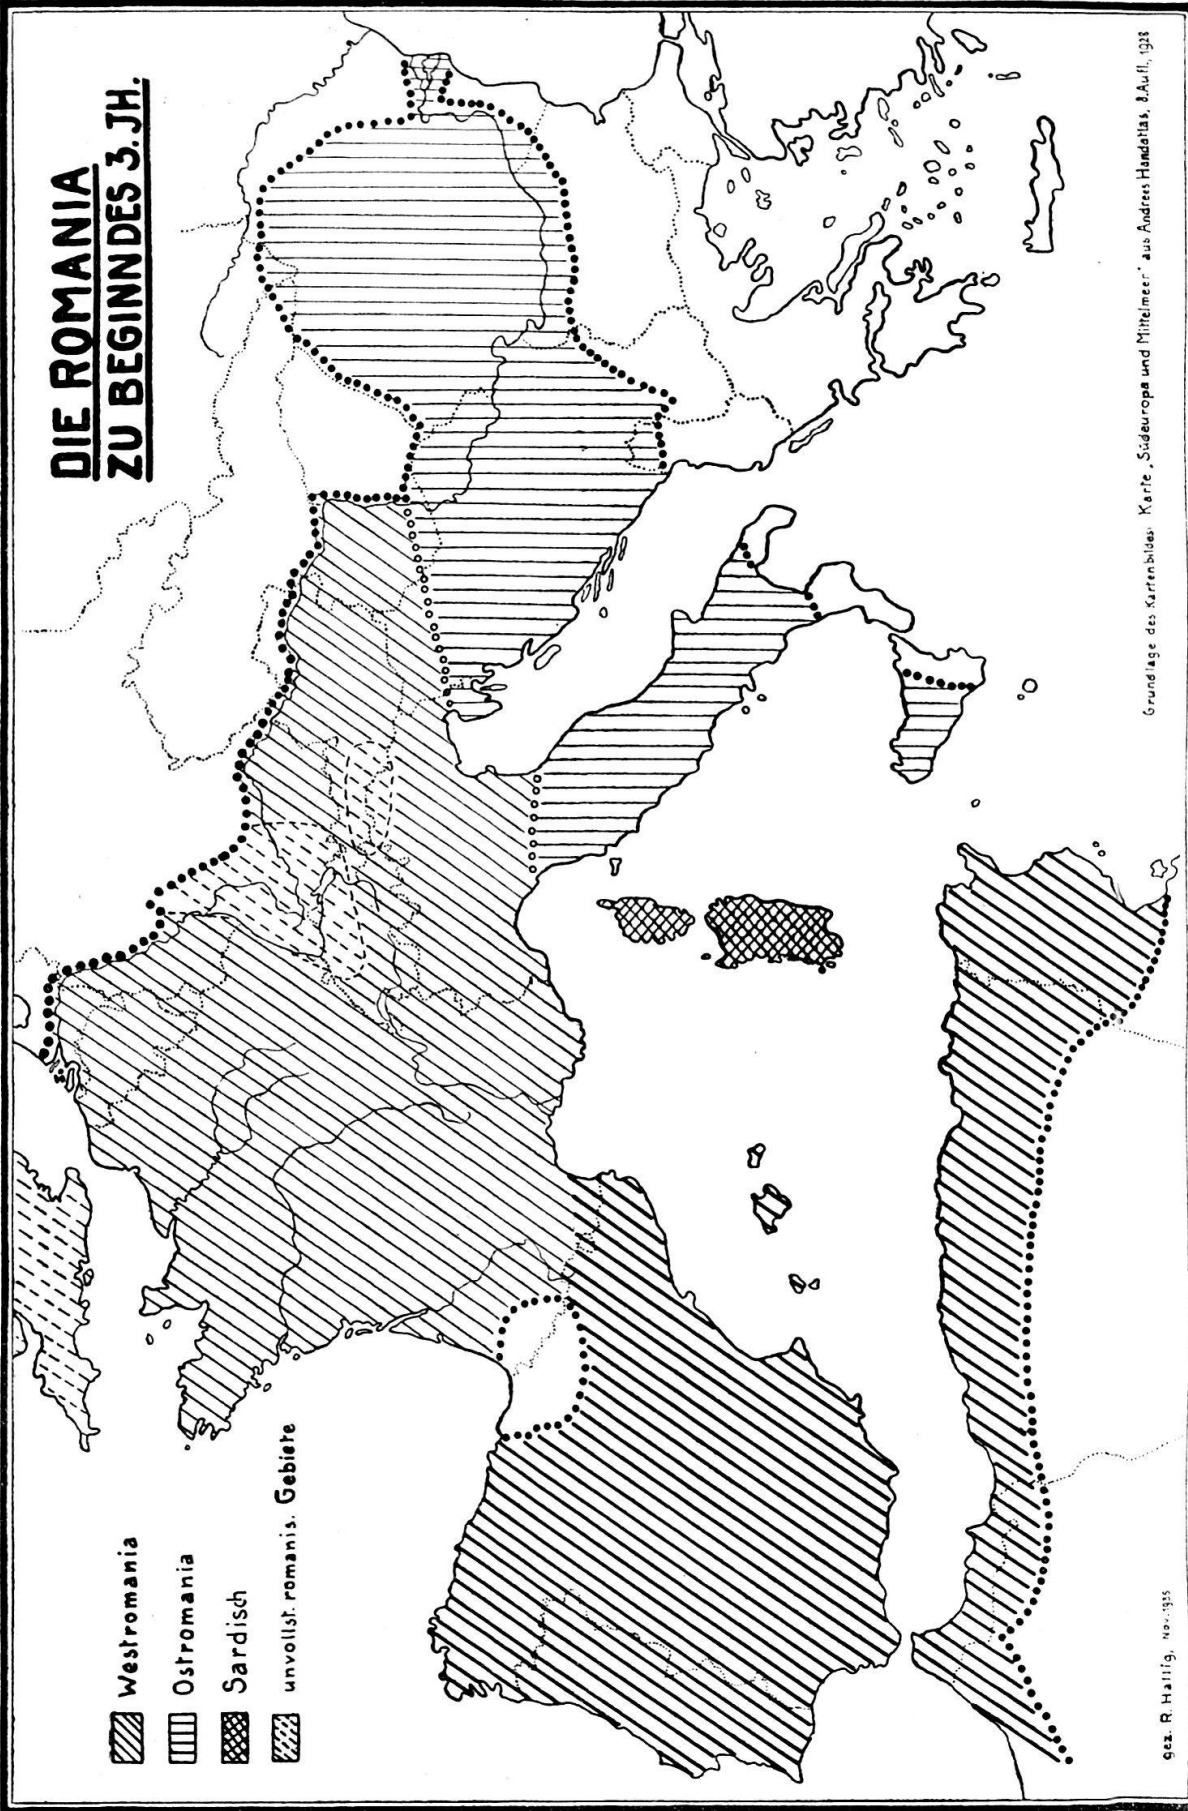 DIE ROMANIA
ZU BEGINN DES 3. JH.
Westromania
Ostromania
Sardisch
unvollst. romanis. Gebiete
gez. R. Hallig, Nov. 1935
Grundlage des Kartenbildes: Karte „Südeuropa und Mittelmeer" aus Andrees Handatlas, 8. Aufl., 1928